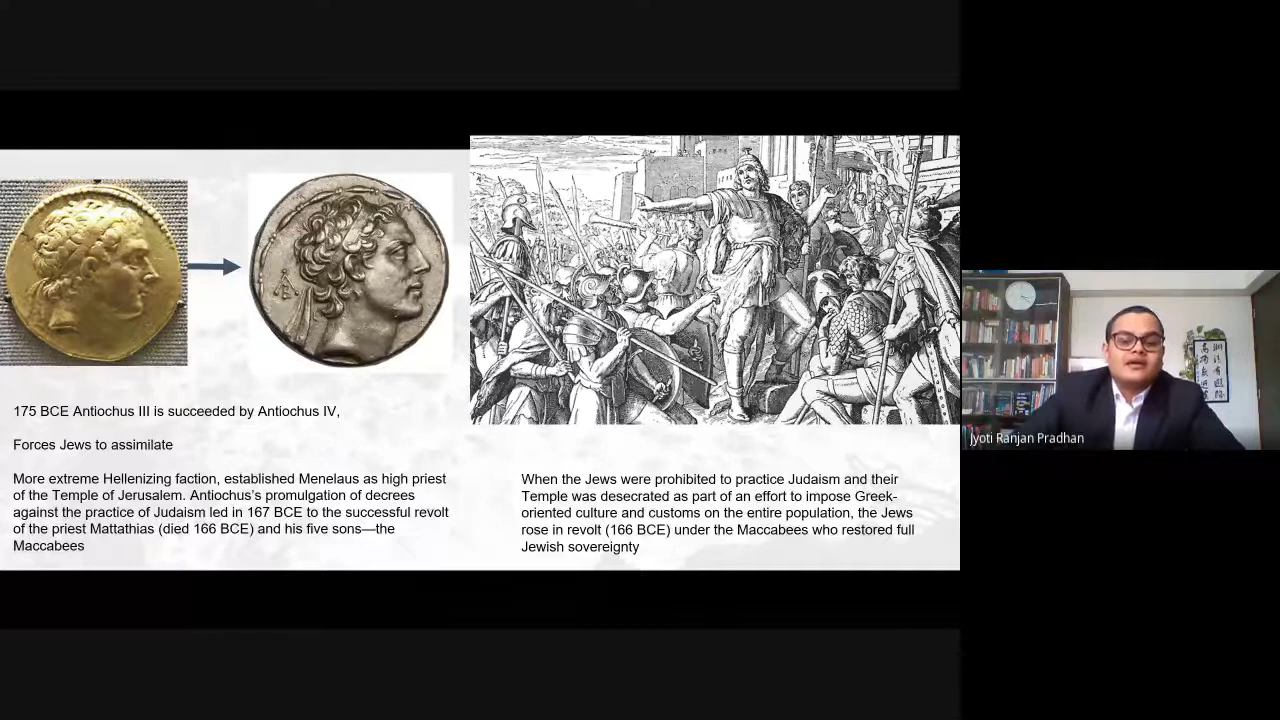 175 BCE Antiochus III is succeeded by Antiochus IV,
Forces Jews to assimilate
More extreme Hellenizing faction, established Menelaus as high priest
of the Temple of Jerusalem. Antiochus's promulgation of decrees
against the practice of Judaism led in 167 BCE to the successful revolt
of the priest Mattathias (died 166 BCE) and his five sons—the
Maccabees
When the Jews were prohibited to practice Judaism and their
Temple was desecrated as part of an effort to impose Greek-
oriented culture and customs on the entire population, the Jews
rose in revolt (166 BCE) under the Maccabees who restored full
Jewish sovereignty
Jyoti Ranjan Pradhan